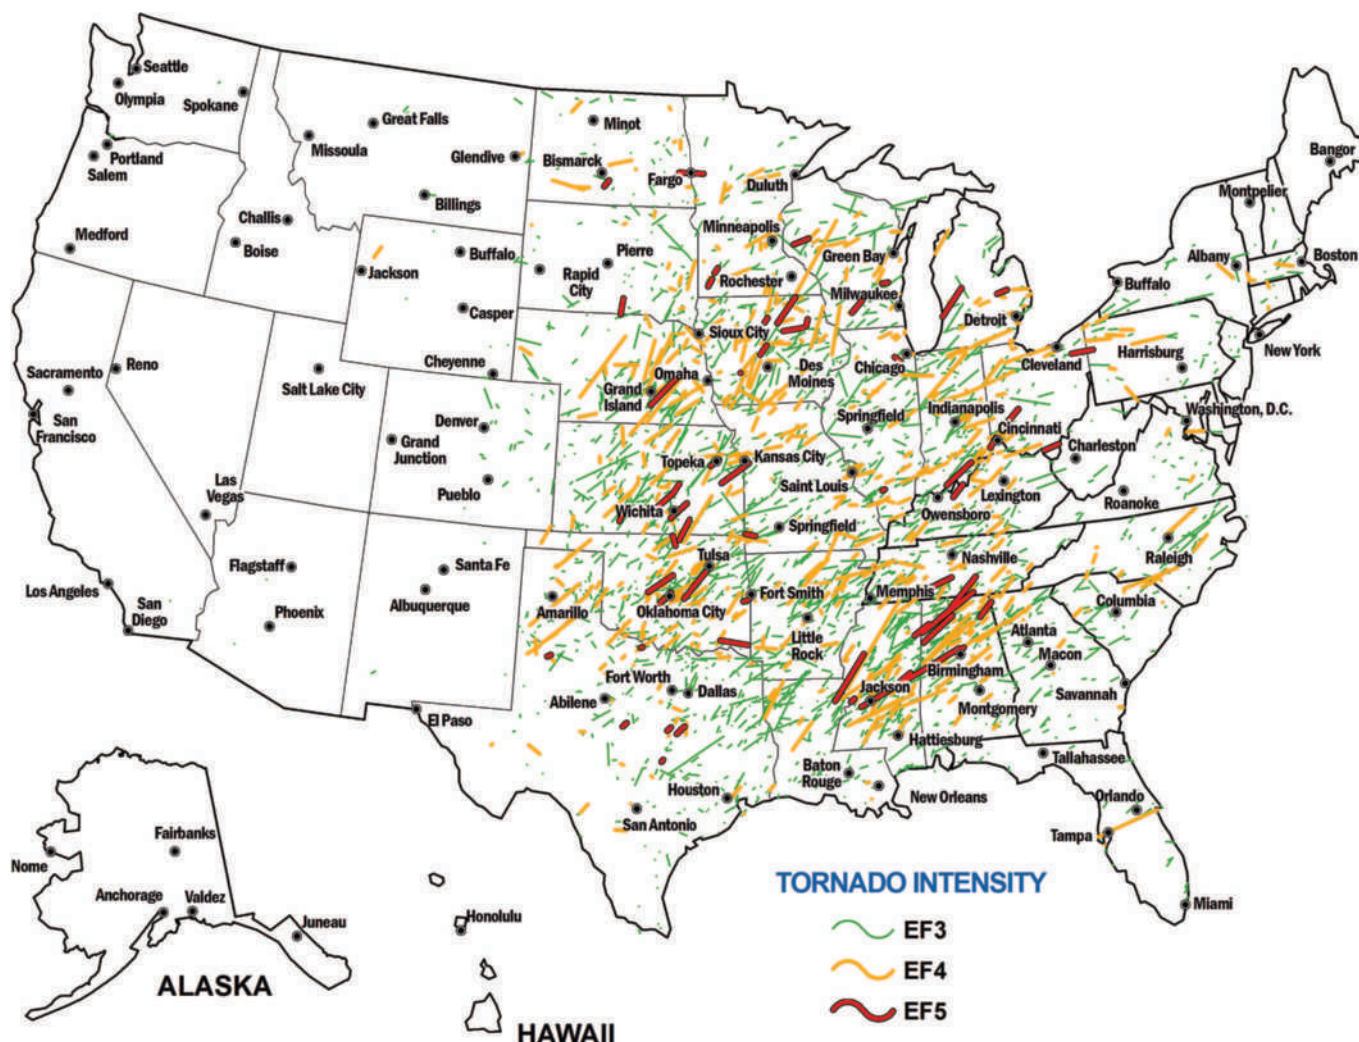 Seattle
Olympia
Spokane
Portland
Salem
Medford
Great Falls
Missoula
Glendive
Billings
Challis
Boise
Jackson
Buffalo
Casper
Cheyenne
Minot
Bismarck
Fargo
Duluth
Minneapolis
Pierre
Rapid
City
Rochester
Green Bay
Milwaukee
Sioux City
Detroit
Bangor
Montpelier
Albany
Boston
Buffalo
New York
Harrisburg
Cleveland
Chicago
Des
Moines
Omaha
Grand
Island
Reno
Sacramento
San
Francisco
Salt Lake City
Denver
Grand
Junction
Pueblo
Las
Vegas
Springfield
Indianapolis
Cincinnati
Washington, D.C.
Charleston
Topeka
Kansas City
Saint Louis
Lexington
Roanoke
Wichita
Owensboro
Springfield
Tulsa
Nashville
Raleigh
Los Angeles
San
Diego
Flagstaff
Phoenix
Santa Fe
Albuquerque
Amarillo
Oklahoma City
Fort Smith
Memphis
Columbia
Little
Rock
Atlanta
Macon
Birmingham
Fort Worth
Dallas
Abilene
Jackson
Montgomery
Savannah
El Paso
Hattiesburg
Tallahassee
Baton
Rouge
Houston
New Orleans
Orlando
San Antonio
Tampa
Miami
Fairbanks
Nome
Anchorage
Valdez
Juneau
ALASKA
Honolulu
HAWAII
TORNADO INTENSITY
EF3
EF4
EF5